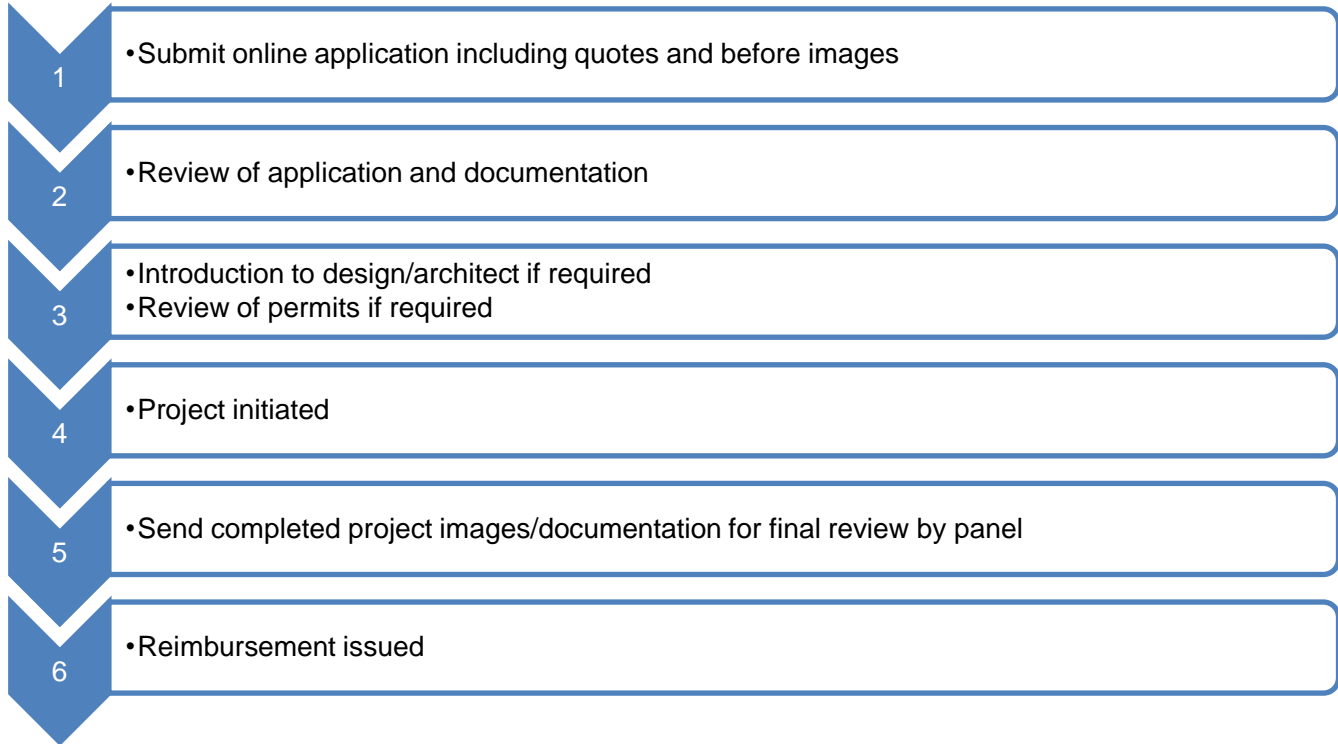 1
•Submit online application including quotes and before images
2
•Review of application and documentation
3
•Introduction to design/architect if required
•Review of permits if required
4
•Project initiated
5
•Send completed project images/documentation for final review by panel
6
•Reimbursement issued